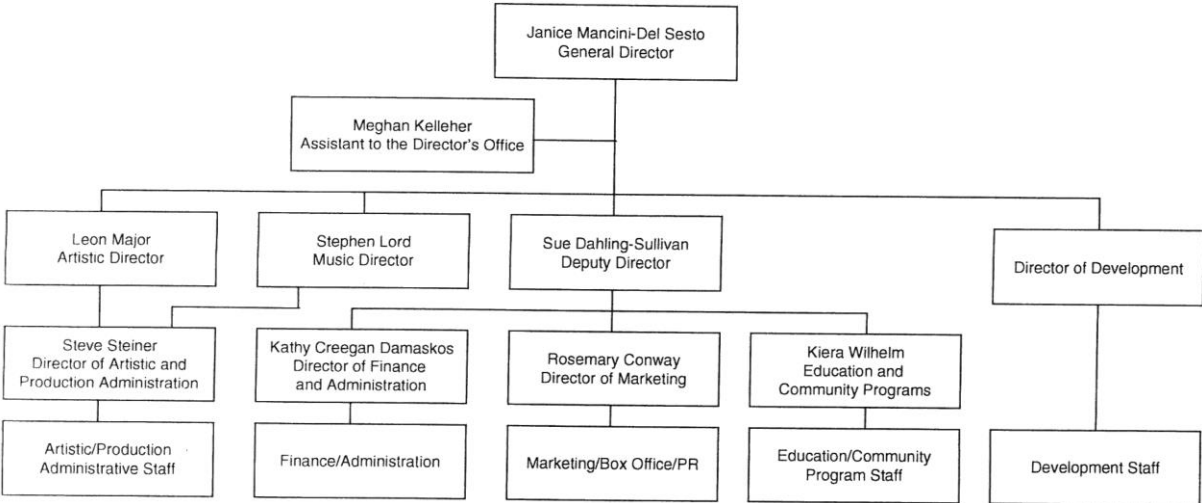 Janice Mancini-Del Sesto
General Director
Meghan Kelleher
Assistant to the Director's Office
Leon Major
Artistic Director
Stephen Lord
Music Director
Sue Dahling-Sullivan
Deputy Director
Director of Development
Steve Steiner
Director of Artistic and
Production Administration
Kathy Creegan Damaskos
Director of Finance
and Administration
Rosemary Conway
Director of Marketing
Kiera Wilhelm
Education and
Community Programs
Artistic/Production
Administrative Staff
Finance/Administration
Marketing/Box Office/PR
Education/Community
Program Staff
Development Staff